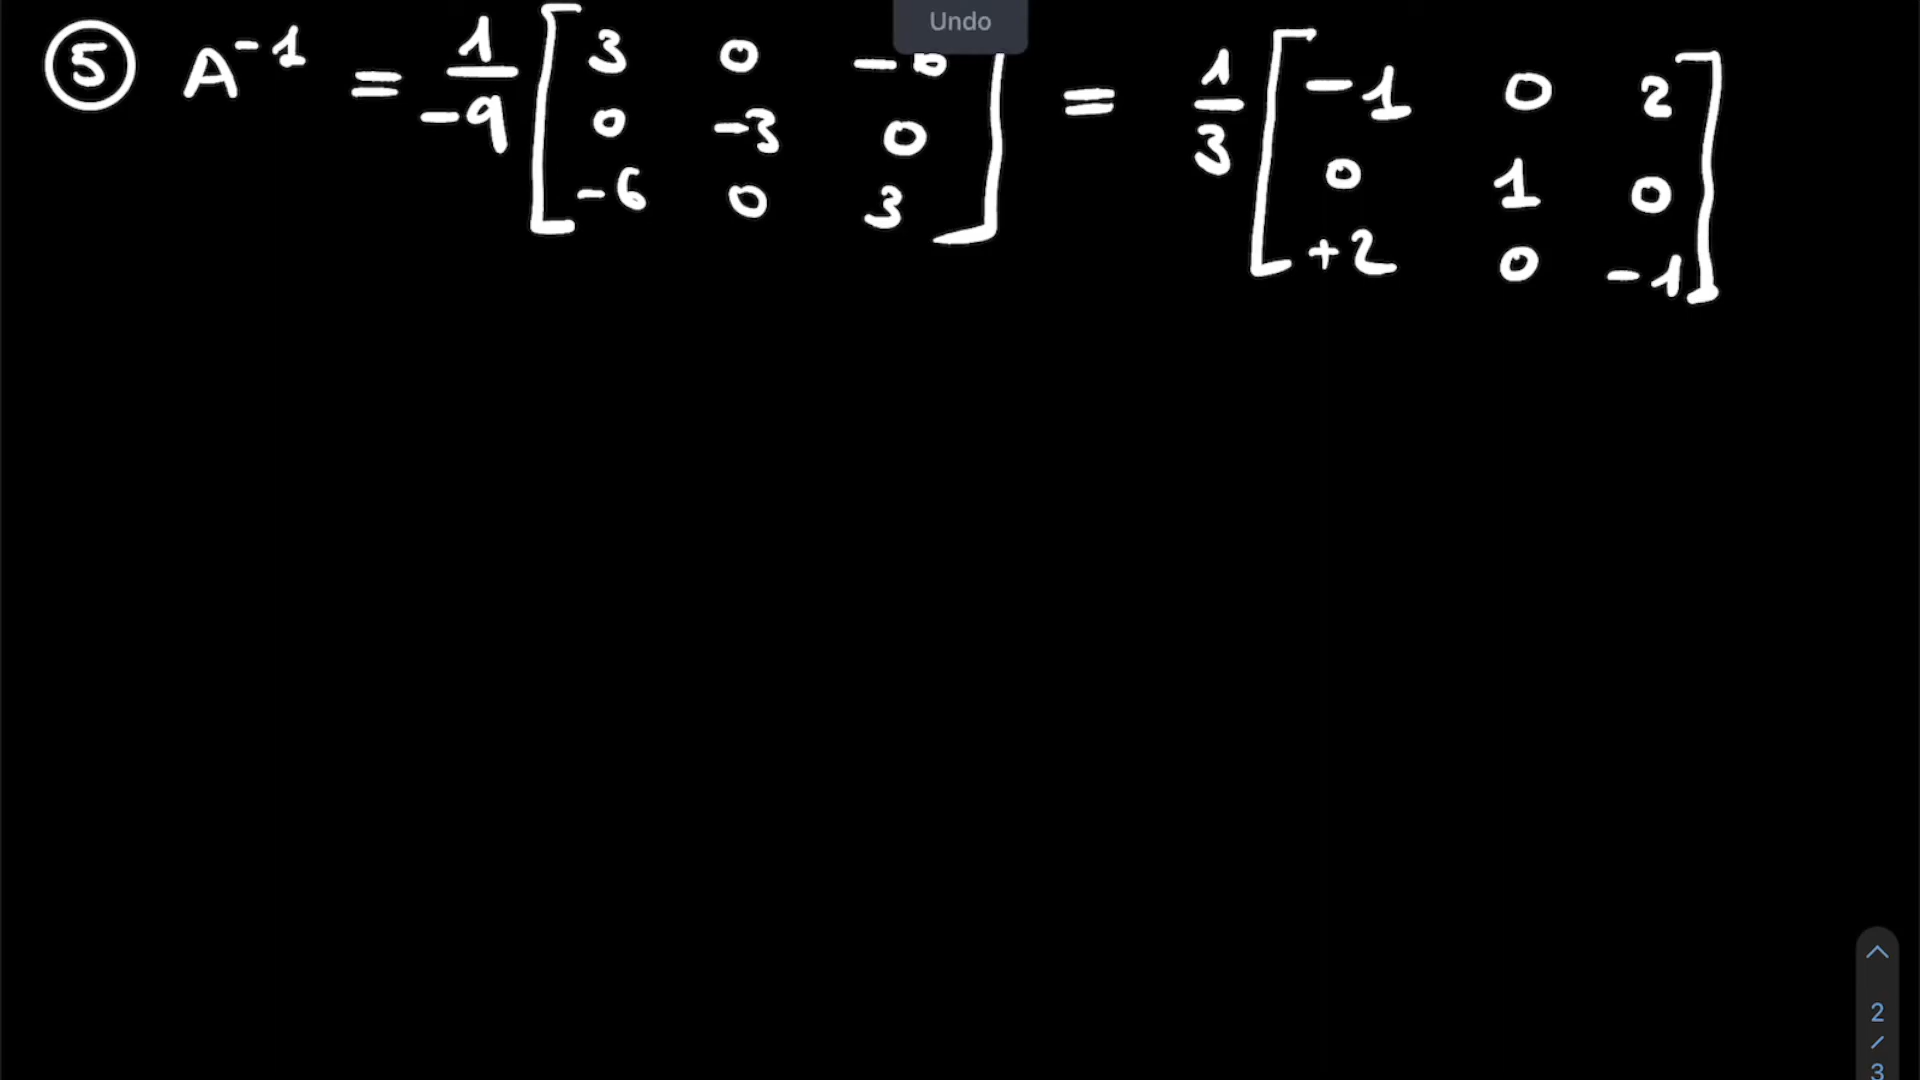 Undo
⑤ A⁻¹ = 1/-9 [3 0 -6; 0 -3 0; -6 0 3] = 1/3 [-1 0 2; 0 1 0; +2 0 -1]
2
/
3